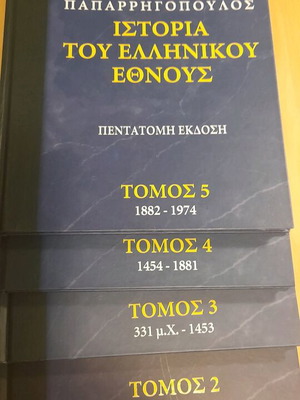 ΠΑΠΑΡΡΗΓΟΠΟΥΛΟΣ
ΙΣΤΟΡΙΑ
ΤΟΥ ΕΛΛΗΝΙΚΟΥ
ΕΘΝΟΥΣ
ΠΕΝΤΑΤΟΜΗ ΕΚΔΟΣΗ
ΤΟΜΟΣ 5
1882 - 1974
ΤΟΜΟΣ 4
1454 - 1881
ΤΟΜΟΣ 3
331 μ.Χ. - 1453
ΤΟΜΟΣ 2